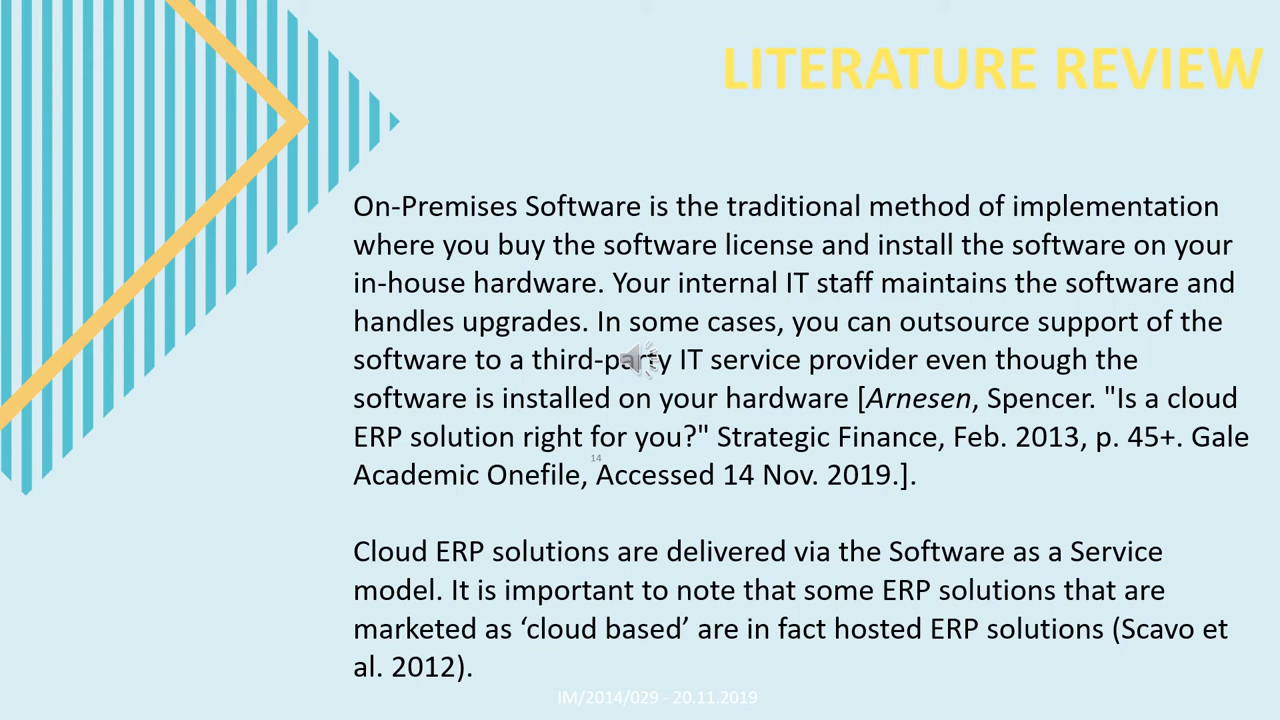 LITERATURE REVIEW
On-Premises Software is the traditional method of implementation
where you buy the software license and install the software on your
in-house hardware. Your internal IT staff maintains the software and
handles upgrades. In some cases, you can outsource support of the
software to a third-party IT service provider even though the
software is installed on your hardware [Arnesen, Spencer. "Is a cloud
ERP solution right for you?" Strategic Finance, Feb. 2013, p. 45+. Gale
14
Academic Onefile, Accessed 14 Nov. 2019.].
Cloud ERP solutions are delivered via the Software as a Service
model. It is important to note that some ERP solutions that are
marketed as ‘cloud based’ are in fact hosted ERP solutions (Scavo et
al. 2012).
IM/2014/029 - 20.11.2019